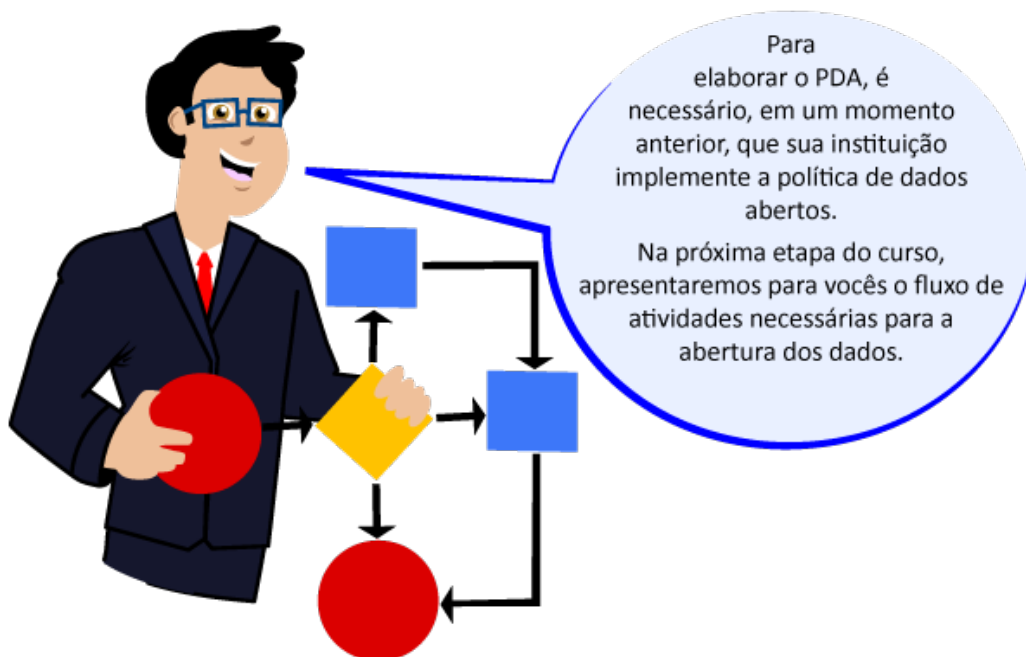 Para
elaborar o PDA, é
necessário, em um momento
anterior, que sua instituição
implemente a política de dados
abertos.
Na próxima etapa do curso,
apresentaremos para vocês o fluxo de
atividades necessárias para a
abertura dos dados.